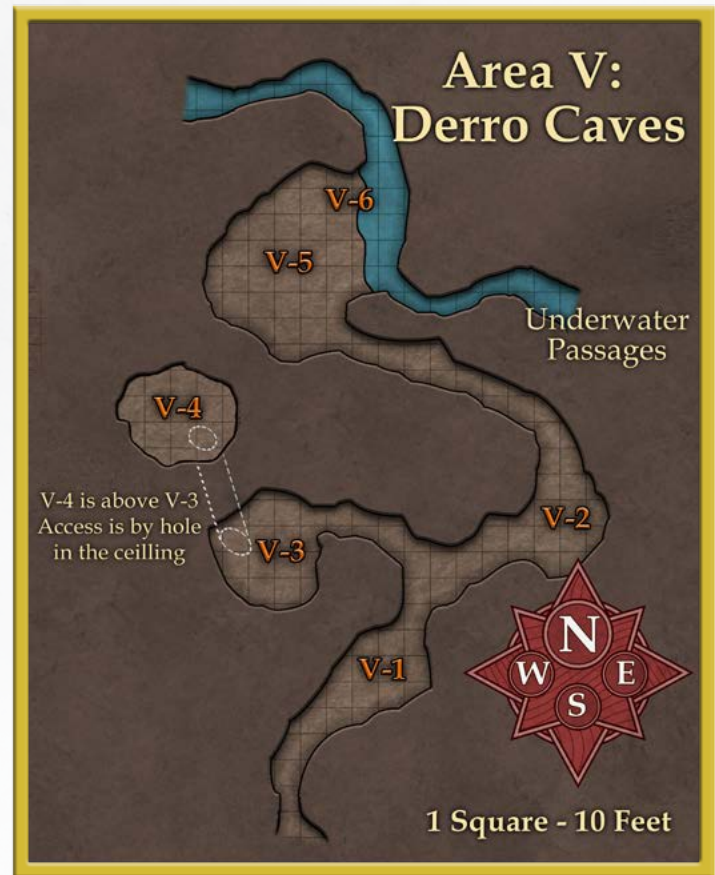 Area V:
Derro Caves
V-6
V-5
Underwater
Passages
V-4
V-4 is above V-3
Access is by hole
in the ceilling
V-3
V-2
V-1
N
W
E
S
1 Square - 10 Feet